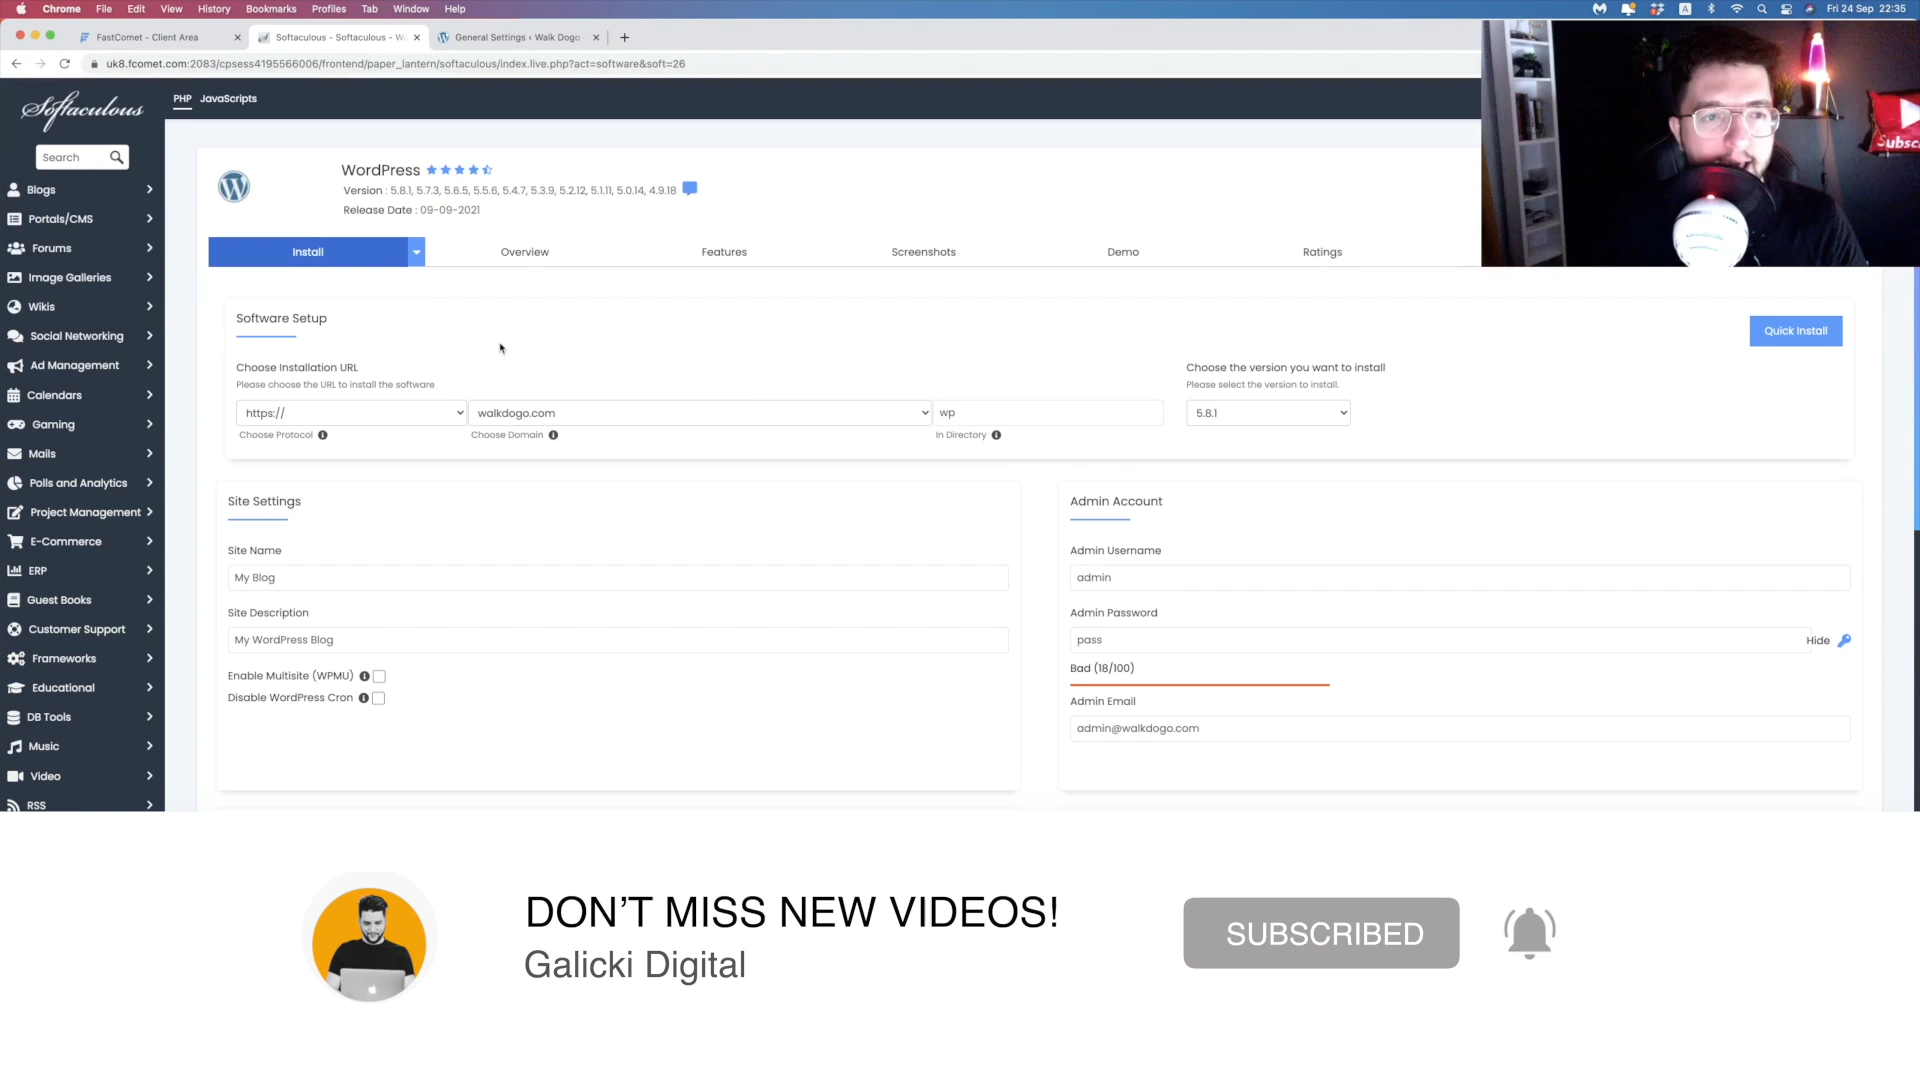 Chrome File Edit View History Bookmarks Profiles Tab Window Help
A Fri 24 Sep 22:35
FastComet - Client Area
Softaculous - Softaculous - W
General Settings ‹ Walk Dogo
uk8.fcomet.com:2083/cpsess4195566006/frontend/paper_lantern/softaculous/index.live.php?act=software&soft=26
Softaculous
PHP JavaScripts
Search
Blogs
Portals/CMS
Forums
Image Galleries
Wikis
Social Networking
Ad Management
Calendars
Gaming
Mails
Polls and Analytics
Project Management
E-Commerce
ERP
Guest Books
Customer Support
Frameworks
Educational
DB Tools
Music
Video
RSS
WordPress
Version : 5.8.1, 5.7.3, 5.6.5, 5.5.6, 5.4.7, 5.3.9, 5.2.12, 5.1.11, 5.0.14, 4.9.18
Release Date : 09-09-2021
Install Overview Features Screenshots Demo Ratings
Software Setup
Quick Install
Choose Installation URL
Please choose the URL to install the software
https:// walkdogo.com wp
Choose Protocol Choose Domain In Directory
Choose the version you want to install
Please select the version to install.
5.8.1
Site Settings
Site Name
My Blog
Site Description
My WordPress Blog
Enable Multisite (WPMU)
Disable WordPress Cron
Admin Account
Admin Username
admin
Admin Password
pass Hide
Bad (18/100)
Admin Email
admin@walkdogo.com
Subsc
DON'T MISS NEW VIDEOS!
Galicki Digital
SUBSCRIBED